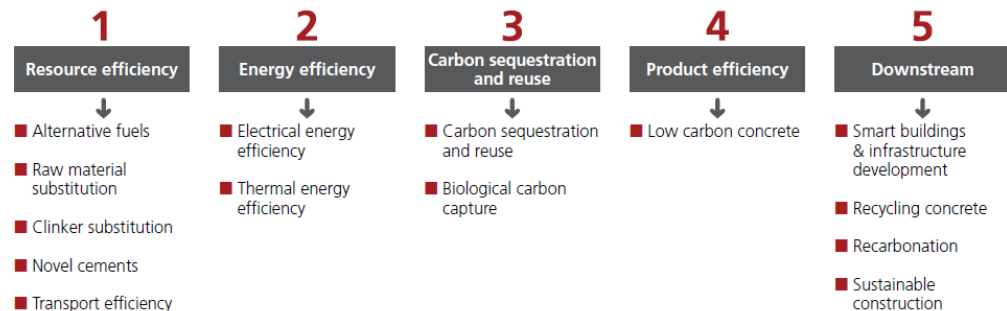 1
Resource efficiency
Alternative fuels
Raw material
substitution
Clinker substitution
Novel cements
Transport efficiency
2
Energy efficiency
Electrical energy
efficiency
Thermal energy
efficiency
3
Carbon sequestration
and reuse
Carbon sequestration
and reuse
Biological carbon
capture
4
Product efficiency
Low carbon concrete
5
Downstream
Smart buildings
& infrastructure
development
Recycling concrete
Recarbonation
Sustainable
construction